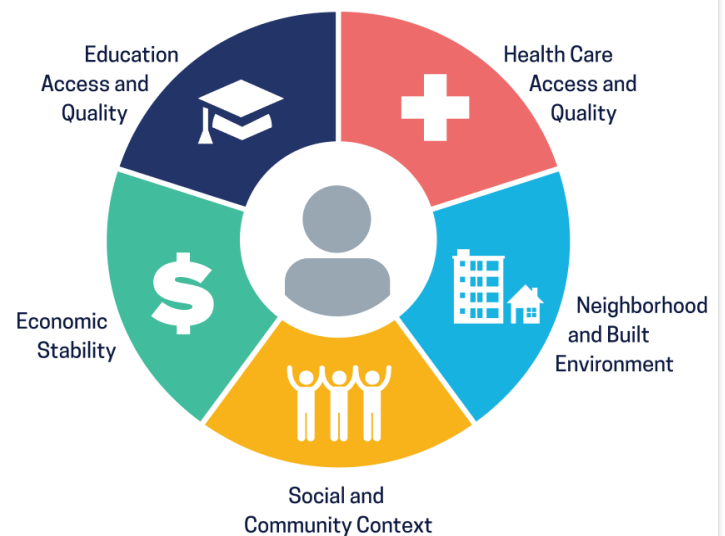 Education
Access and
Quality
Health Care
Access and
Quality
Economic
Stability
Neighborhood
and Built
Environment
Social and
Community Context